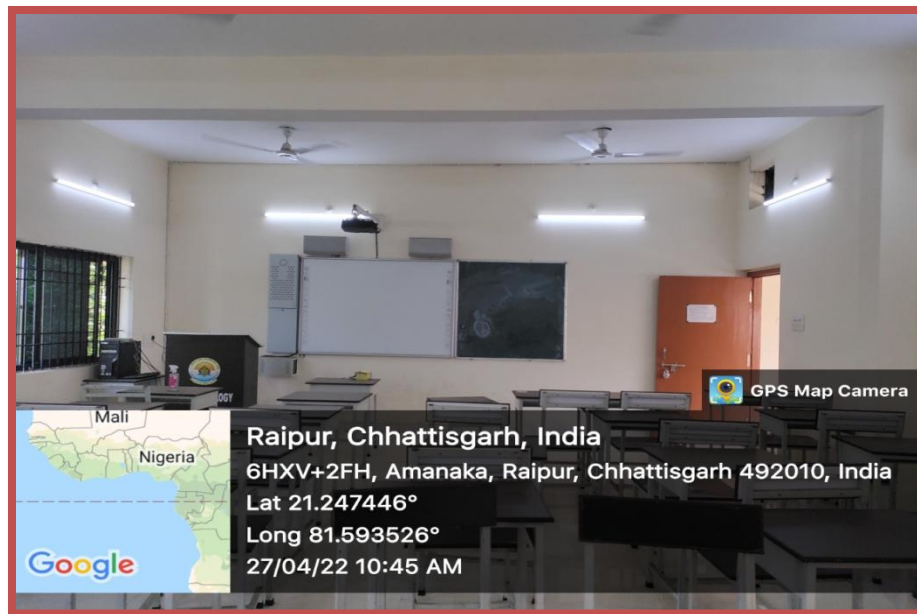 OGY
GPS Map Camera
Mali
Nigeria
Google
Raipur, Chhattisgarh, India
6HXV+2FH, Amanaka, Raipur, Chhattisgarh 492010, India
Lat 21.247446°
Long 81.593526°
27/04/22 10:45 AM